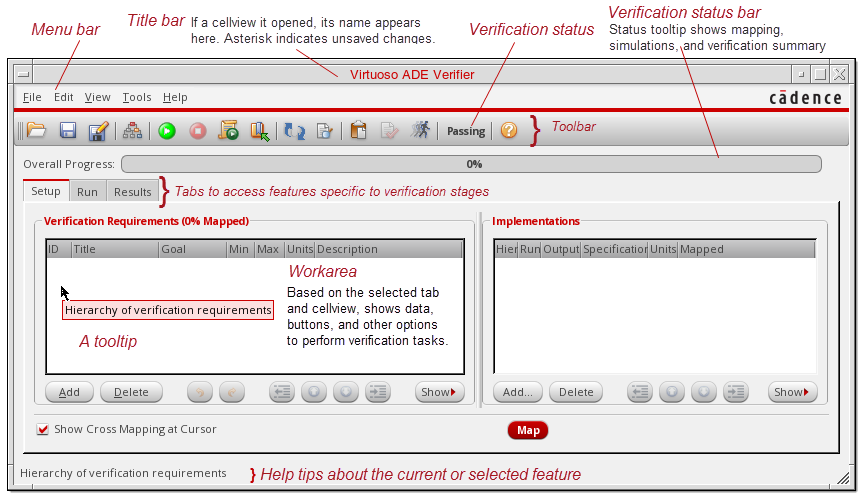 Menu bar
Title bar
If a cellview it opened, its name appears
here. Asterisk indicates unsaved changes.
Verification status
Verification status bar
Status tooltip shows mapping,
simulations, and verification summary
Virtuoso ADE Verifier
File Edit View Tools Help
cādence
Passing
Toolbar
Overall Progress: 0%
Setup Run Results
Tabs to access features specific to verification stages
Verification Requirements (0% Mapped)
ID Title Goal Min Max Units Description
Workarea
Based on the selected tab
and cellview, shows data,
buttons, and other options
to perform verification tasks.
Hierarchy of verification requirements
A tooltip
Add Delete Show
Implementations
Hier Run Output Specification Units Mapped
Add... Delete Show
Show Cross Mapping at Cursor
Map
Hierarchy of verification requirements
Help tips about the current or selected feature